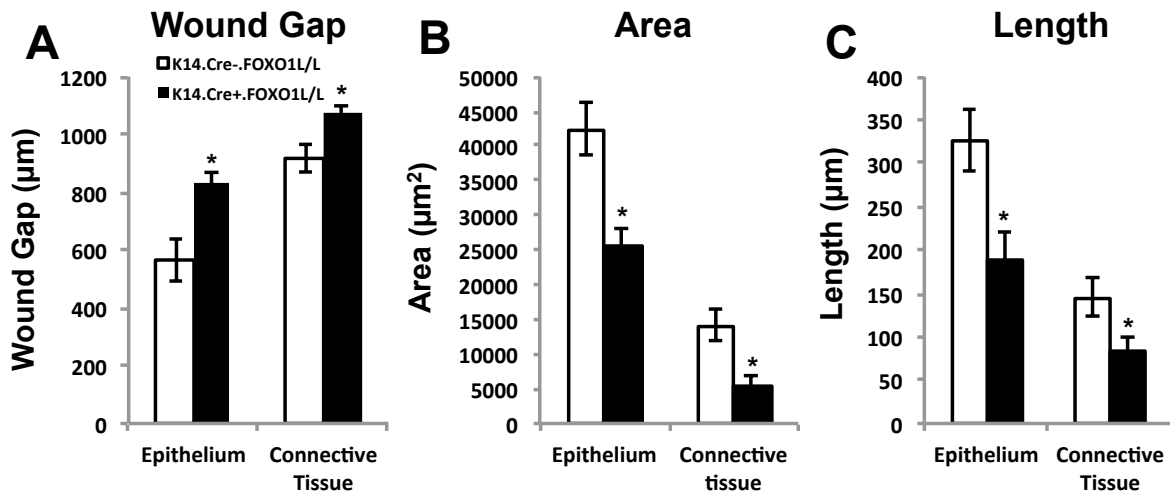 A
Wound Gap
K14.Cre-.FOXO1L/L
K14.Cre+.FOXO1L/L
Wound Gap (µm)
1200
1000
800
600
400
200
0
*
*
Epithelium
Connective
Tissue
B
Area
Area (µm²)
50000
45000
40000
35000
30000
25000
20000
15000
10000
5000
0
*
*
Epithelium
Connective
tissue
C
Length
Length (µm)
400
350
300
250
200
150
100
50
0
*
*
Epithelium
Connective
Tissue